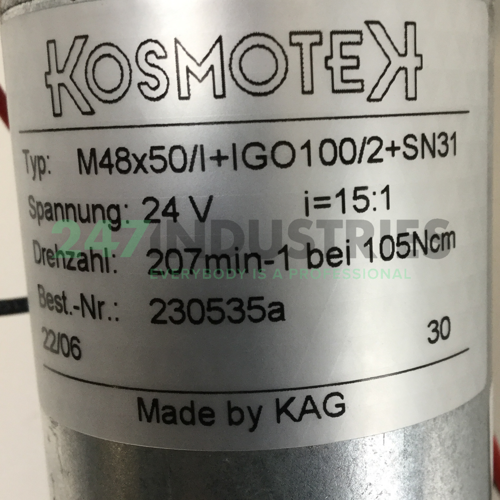 KOSMOTEK
Typ: M48x50/I+IGO100/2+SN31
Spannung: 24 V i=15:1
247INDUSTRIES
Drehzahl: 207min-1 bei 105Ncm
EVERYBODY IS A PROFESSIONAL
Best.-Nr.: 230535a
22/06 30
Made by KAG